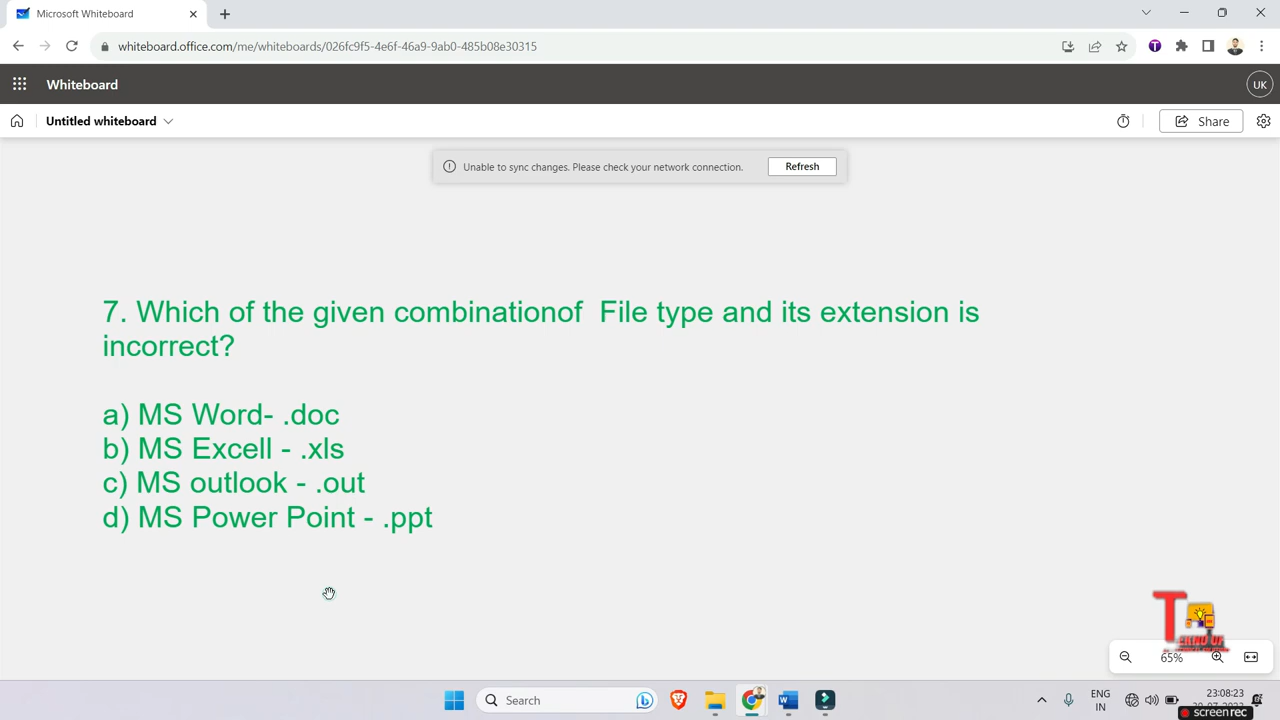 Microsoft Whiteboard
whiteboard.office.com/me/whiteboards/026fc9f5-4e6f-46a9-9ab0-485b08e30315
Whiteboard
UK
Untitled whiteboard
Share
Unable to sync changes. Please check your network connection.
Refresh
7. Which of the given combinationof  File type and its extension is
incorrect?
a) MS Word- .doc
b) MS Excell - .xls
c) MS outlook - .out
d) MS Power Point - .ppt
65%
Search
ENG
IN
23:08:23
screenrec